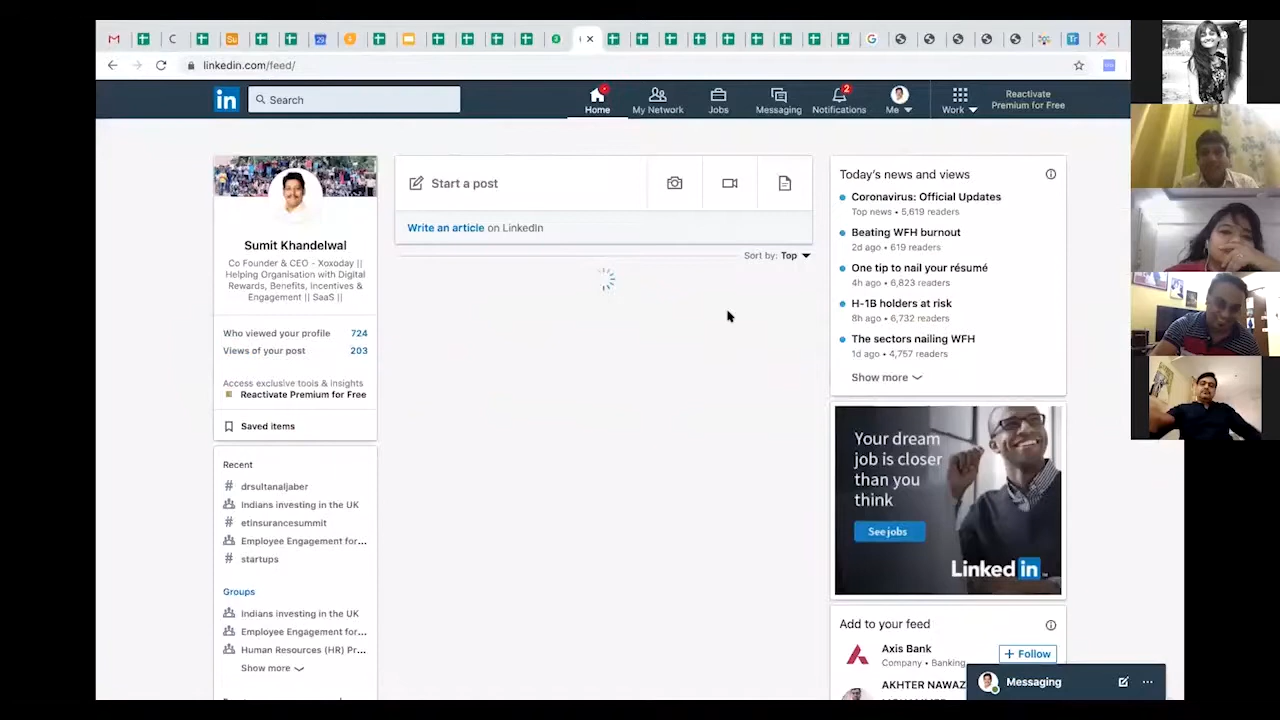 linkedin.com/feed/
in
Search
Home
My Network
Jobs
Messaging
2
Notifications
Me
Work
Reactivate
Premium for Free
Sumit Khandelwal
Co Founder & CEO - Xoxoday ||
Helping Organisation with Digital
Rewards, Benefits, Incentives &
Engagement || SaaS ||
Who viewed your profile 724
Views of your post 203
Access exclusive tools & insights
Reactivate Premium for Free
Saved items
Recent
# drsultanaljaber
Indians investing in the UK
# etinsurancesummit
Employee Engagement for...
# startups
Groups
Indians investing in the UK
Employee Engagement for...
Human Resources (HR) Pr...
Show more
Start a post
Write an article on LinkedIn
Sort by: Top
Today's news and views
Coronavirus: Official Updates
Top news • 5,619 readers
Beating WFH burnout
2d ago • 619 readers
One tip to nail your résumé
4h ago • 6,823 readers
H-1B holders at risk
8h ago • 6,732 readers
The sectors nailing WFH
1d ago • 4,757 readers
Show more
Your dream
job is closer
than you
think
See jobs
Linked in
Add to your feed
Axis Bank
Company • Banking
+ Follow
AKHTER NAWAZ
Messaging